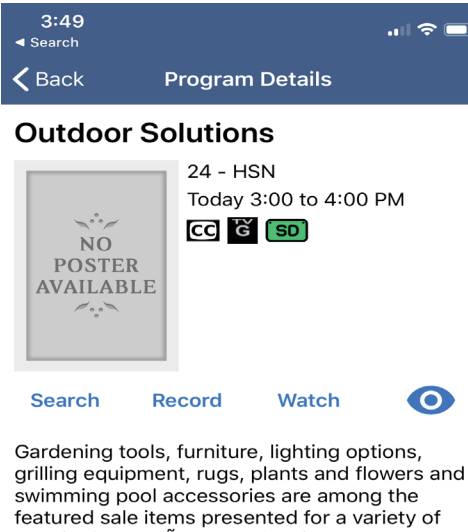 3:49
◄ Search
Back
Program Details
Outdoor Solutions
24 - HSN
Today 3:00 to 4:00 PM
CC TV G SD
NO
POSTER
AVAILABLE
Search Record Watch
Gardening tools, furniture, lighting options,
grilling equipment, rugs, plants and flowers and
swimming pool accessories are among the
featured sale items presented for a variety of